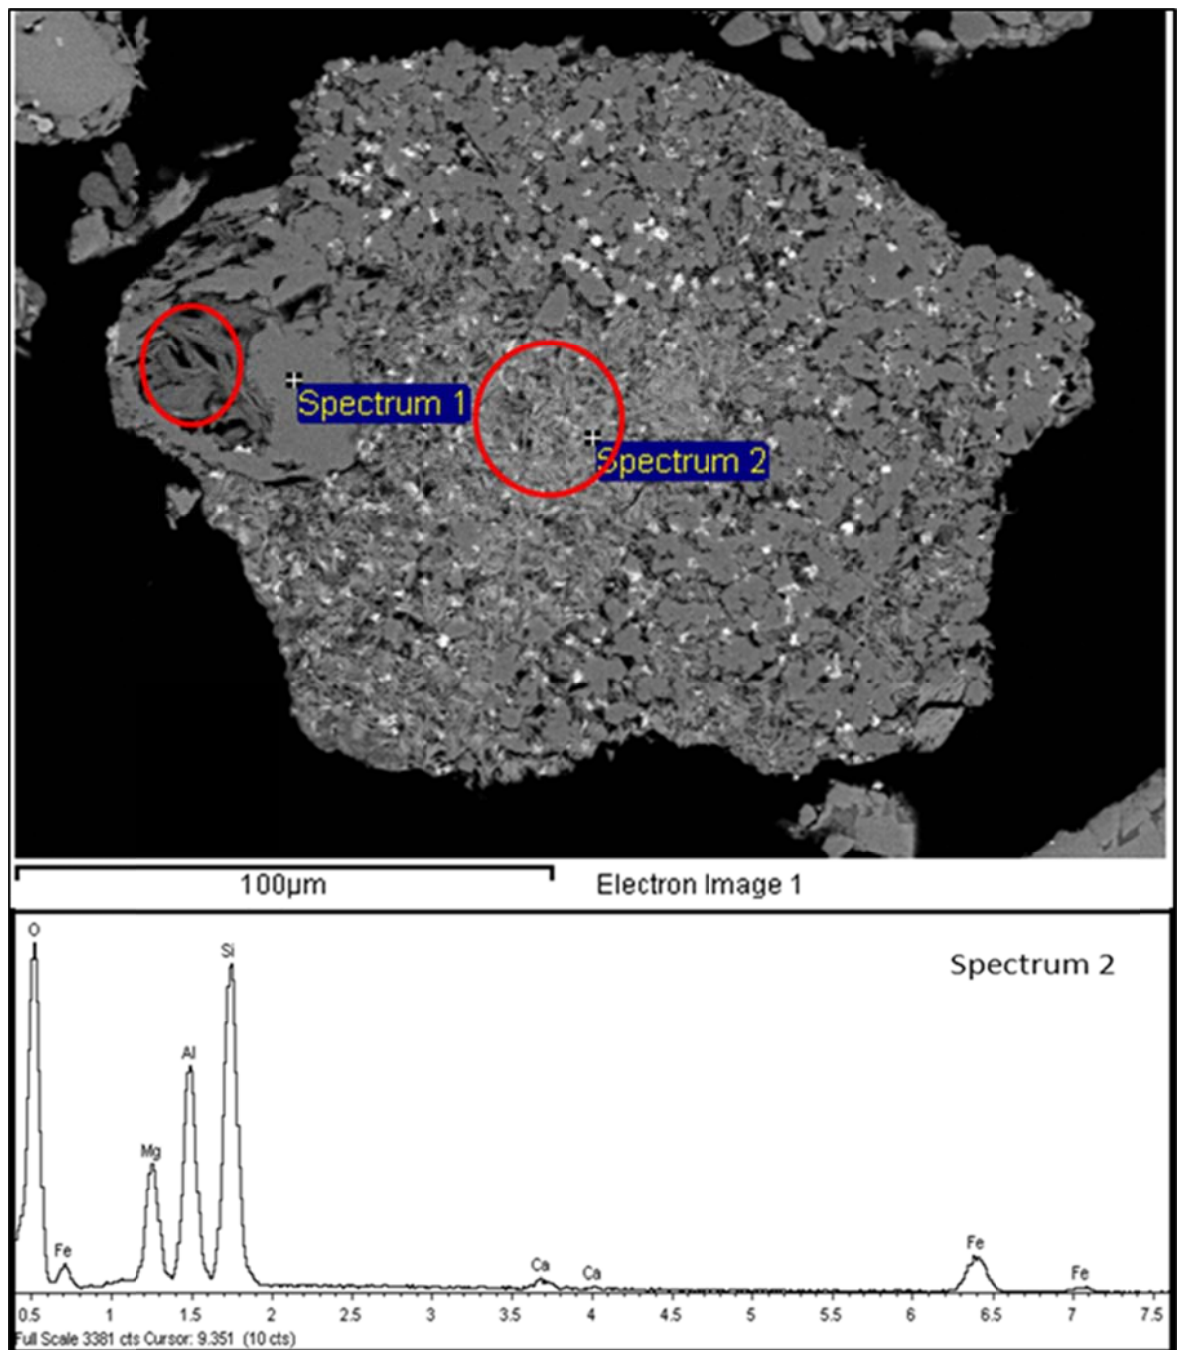 Spectrum 1
Spectrum 2
100µm
Electron Image 1
O
Si
Spectrum 2
Al
Mg
Fe
Ca
Ca
Fe
Fe
0.5 1 1.5 2 2.5 3 3.5 4 4.5 5 5.5 6 6.5 7 7.5
Full Scale 3381 cts Cursor: 9.351 (10 cts)